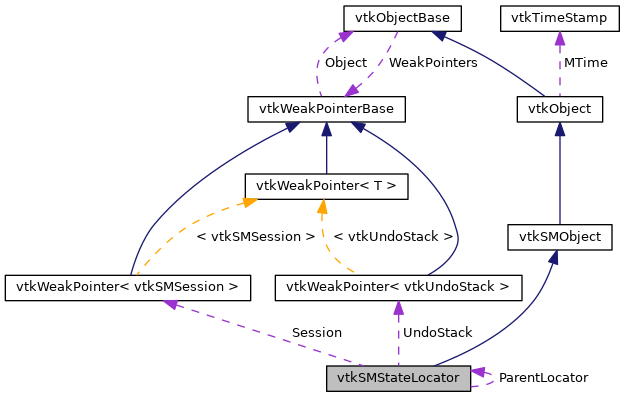 vtkObjectBase
vtkTimeStamp
Object
WeakPointers
MTime
vtkWeakPointerBase
vtkObject
vtkWeakPointer< T >
< vtkSMSession >
< vtkUndoStack >
vtkSMObject
vtkWeakPointer< vtkSMSession >
vtkWeakPointer< vtkUndoStack >
Session
UndoStack
vtkSMStateLocator
ParentLocator